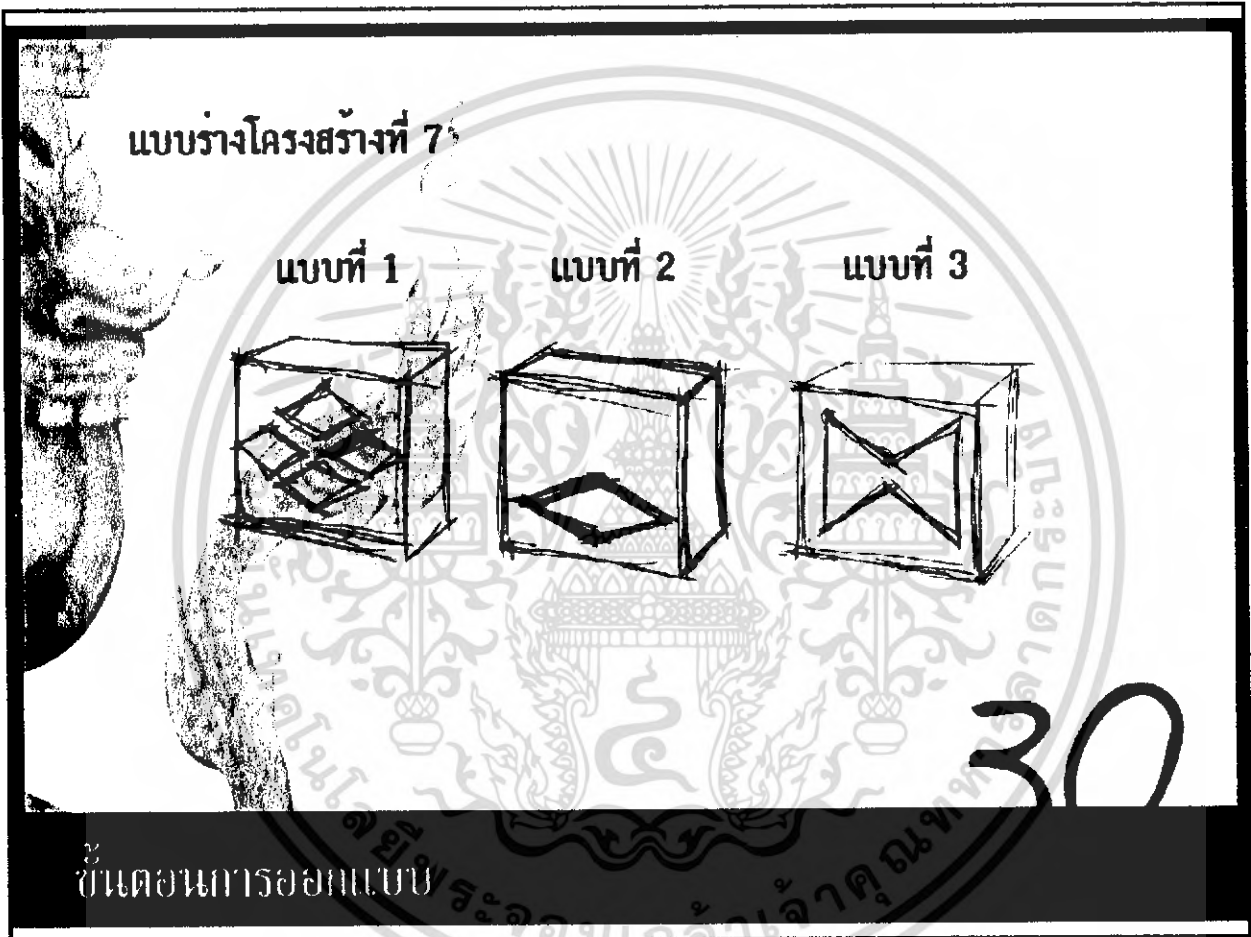 แบบร่างโครงสร้างที่ 7
แบบที่ 1 แบบที่ 2 แบบที่ 3
30
ขั้นตอนการออกแบบ